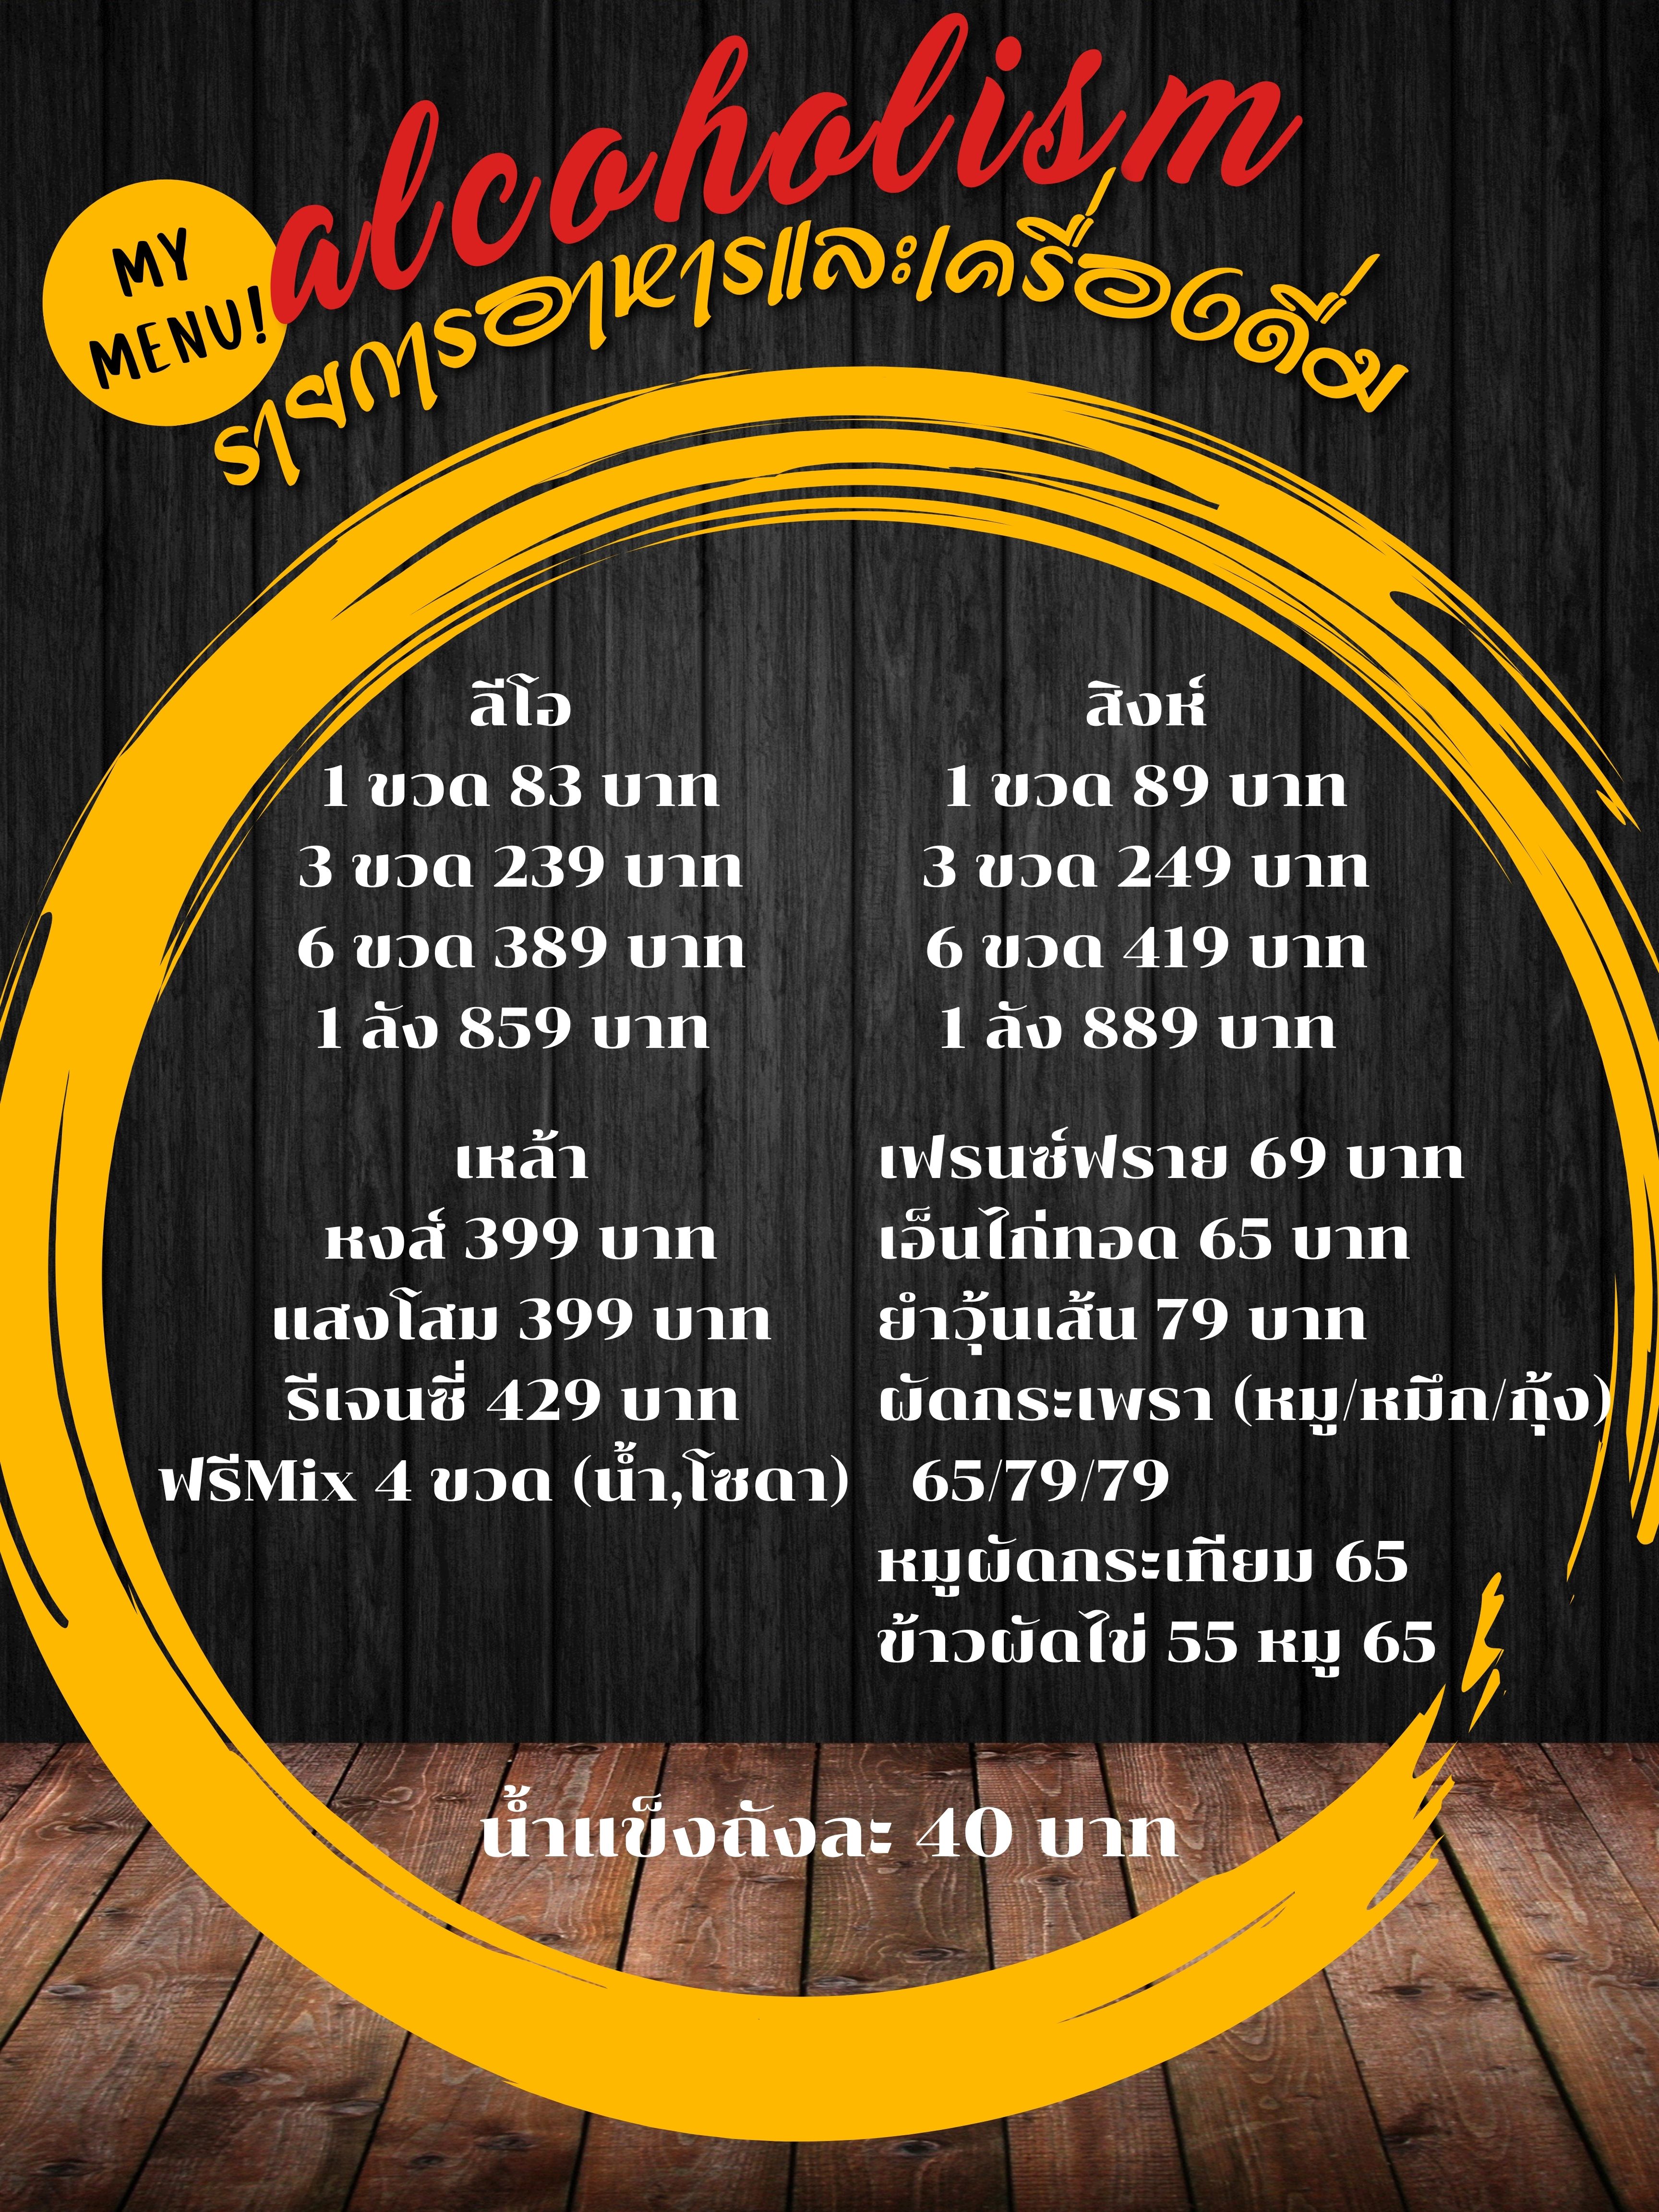 alcoholism
MY
MENU!
รายการอาหารและเครื่องดื่ม
ลีโอ
1 ขวด 83 บาท
3 ขวด 239 บาท
6 ขวด 389 บาท
1 ลัง 859 บาท
สิงห์
1 ขวด 89 บาท
3 ขวด 249 บาท
6 ขวด 419 บาท
1 ลัง 889 บาท
เหล้า
หงส์ 399 บาท
แสงโสม 399 บาท
รีเจนซี่ 429 บาท
ฟรีMix 4 ขวด (น้ำ,โซดา)
เฟรนซ์ฟราย 69 บาท
เอ็นไก่ทอด 65 บาท
ยำวุ้นเส้น 79 บาท
ผัดกระเพรา (หมู/หมึก/กุ้ง)
65/79/79
หมูผัดกระเทียม 65
ข้าวผัดไข่ 55 หมู 65
น้ำแข็งถังละ 40 บาท